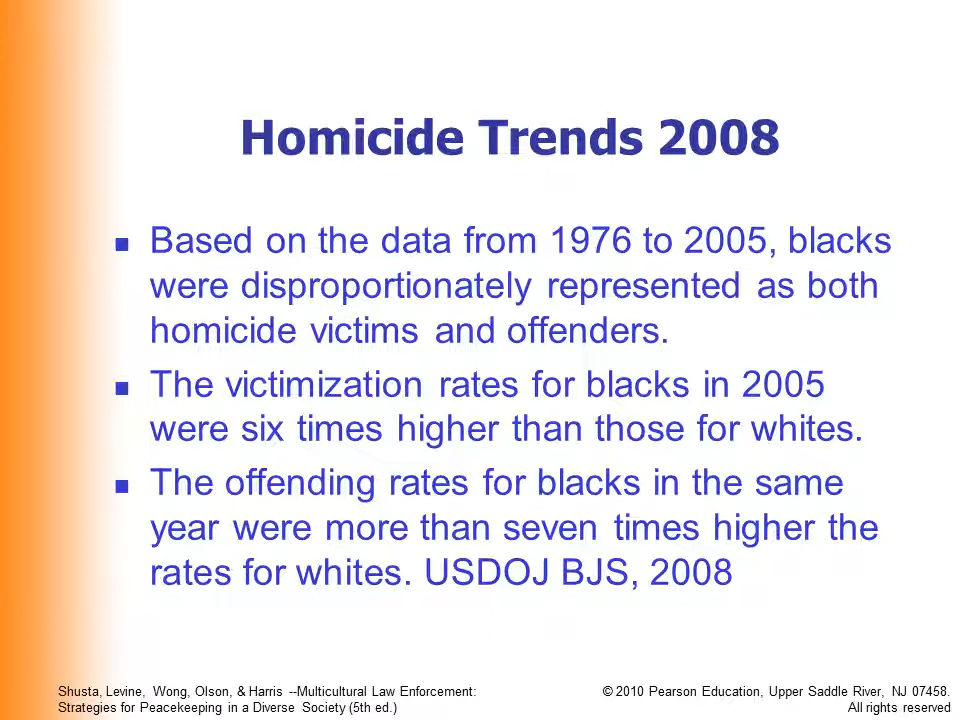 Homicide Trends 2008
Based on the data from 1976 to 2005, blacks
were disproportionately represented as both
homicide victims and offenders.
The victimization rates for blacks in 2005
were six times higher than those for whites.
The offending rates for blacks in the same
year were more than seven times higher the
rates for whites. USDOJ BJS, 2008
Shusta, Levine, Wong, Olson, & Harris --Multicultural Law Enforcement:
Strategies for Peacekeeping in a Diverse Society (5th ed.)
© 2010 Pearson Education, Upper Saddle River, NJ 07458.
All rights reserved